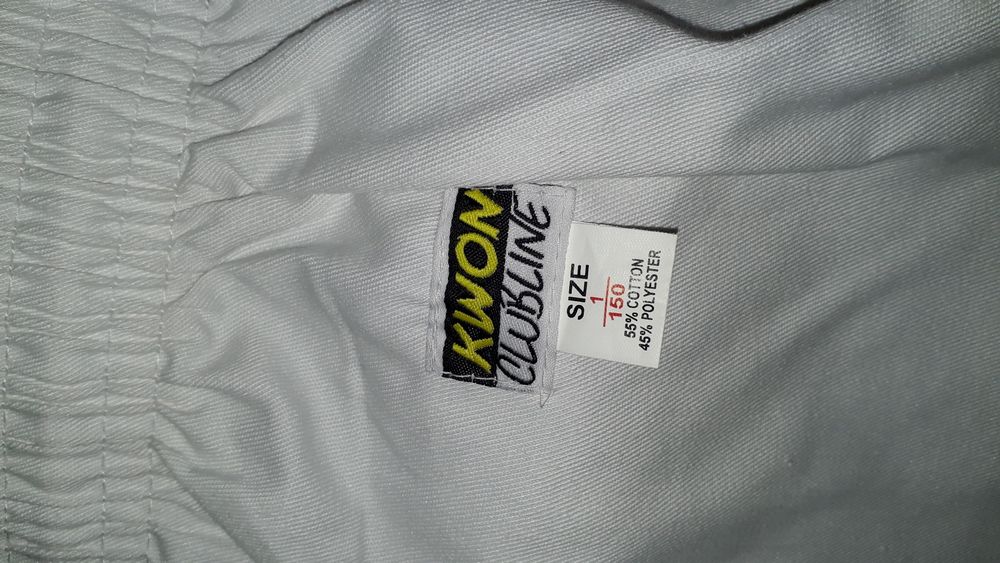 KWON
CLUBLINE
SIZE
1
150
55% COTTON
45% POLYESTER